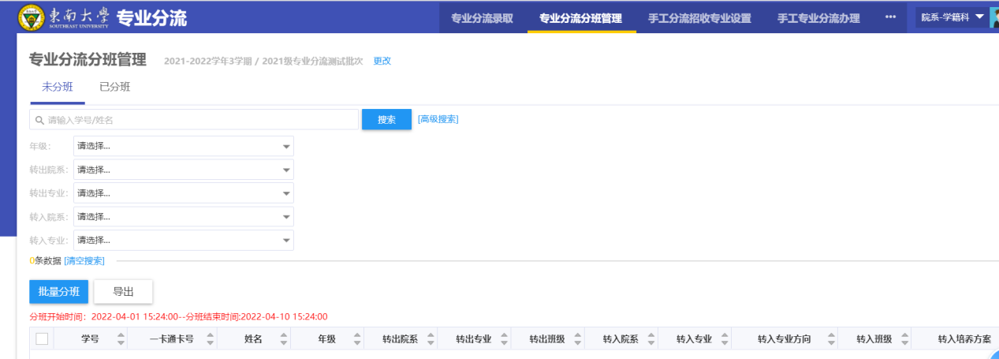 東南大學 专业分流 专业分流录取 专业分流分班管理 手工分流招收专业设置 手工专业分流办理 ••• 院系-学籍科
SOUTHEAST UNIVERSITY
专业分流分班管理 2021-2022学年3学期 / 2021级专业分流测试批次 更改
未分班 已分班
请输入学号/姓名 搜索 [高级搜索]
年级: 请选择...
转出院系: 请选择...
转出专业: 请选择...
转入院系: 请选择...
转入专业: 请选择...
0条数据 [清空搜索]
批量分班 导出
分班开始时间：2022-04-01 15:24:00--分班结束时间:2022-04-10 15:24:00
学号 一卡通卡号 姓名 年级 转出院系 转出专业 转出班级 转入院系 转入专业 转入专业方向 转入班级 转入培养方案